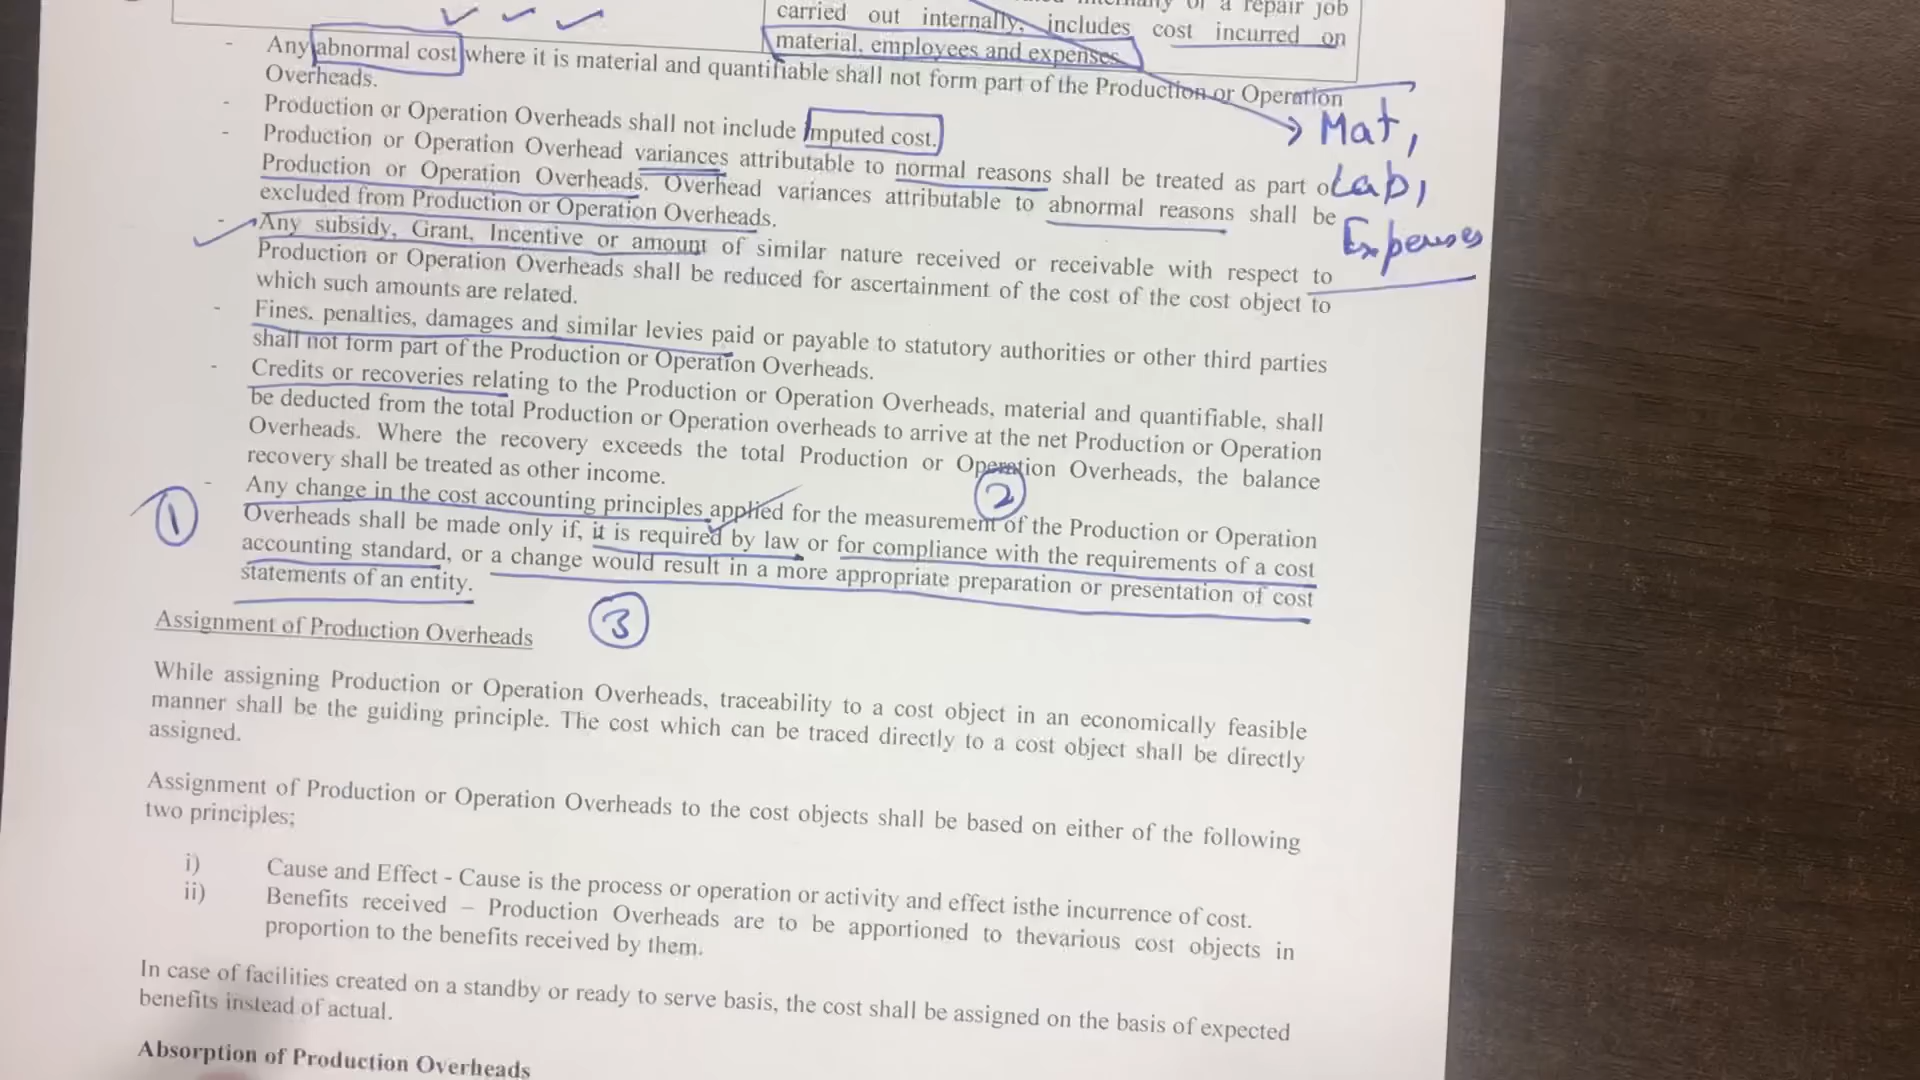 a repair job
carried out internally, includes cost incurred on
material, employees and expenses.
- Any abnormal cost where it is material and quantifiable shall not form part of the Production or Operation
Overheads.
- Production or Operation Overheads shall not include imputed cost.
- Production or Operation Overhead variances attributable to normal reasons shall be treated as part o
Production or Operation Overheads. Overhead variances attributable to abnormal reasons shall be
excluded from Production or Operation Overheads.
- Any subsidy, Grant, Incentive or amount of similar nature received or receivable with respect to
Production or Operation Overheads shall be reduced for ascertainment of the cost of the cost object to
which such amounts are related.
- Fines, penalties, damages and similar levies paid or payable to statutory authorities or other third parties
shall not form part of the Production or Operation Overheads.
- Credits or recoveries relating to the Production or Operation Overheads, material and quantifiable, shall
be deducted from the total Production or Operation overheads to arrive at the net Production or Operation
Overheads. Where the recovery exceeds the total Production or Operation Overheads, the balance
recovery shall be treated as other income.
- Any change in the cost accounting principles applied for the measurement of the Production or Operation
Overheads shall be made only if, it is required by law or for compliance with the requirements of a cost
accounting standard, or a change would result in a more appropriate preparation or presentation of cost
statements of an entity.
Mat,
Lab,
Expenses
1
2
3
Assignment of Production Overheads
While assigning Production or Operation Overheads, traceability to a cost object in an economically feasible
manner shall be the guiding principle. The cost which can be traced directly to a cost object shall be directly
assigned.
Assignment of Production or Operation Overheads to the cost objects shall be based on either of the following
two principles;
i) Cause and Effect - Cause is the process or operation or activity and effect isthe incurrence of cost.
ii) Benefits received – Production Overheads are to be apportioned to thevarious cost objects in
proportion to the benefits received by them.
In case of facilities created on a standby or ready to serve basis, the cost shall be assigned on the basis of expected
benefits instead of actual.
Absorption of Production Overheads